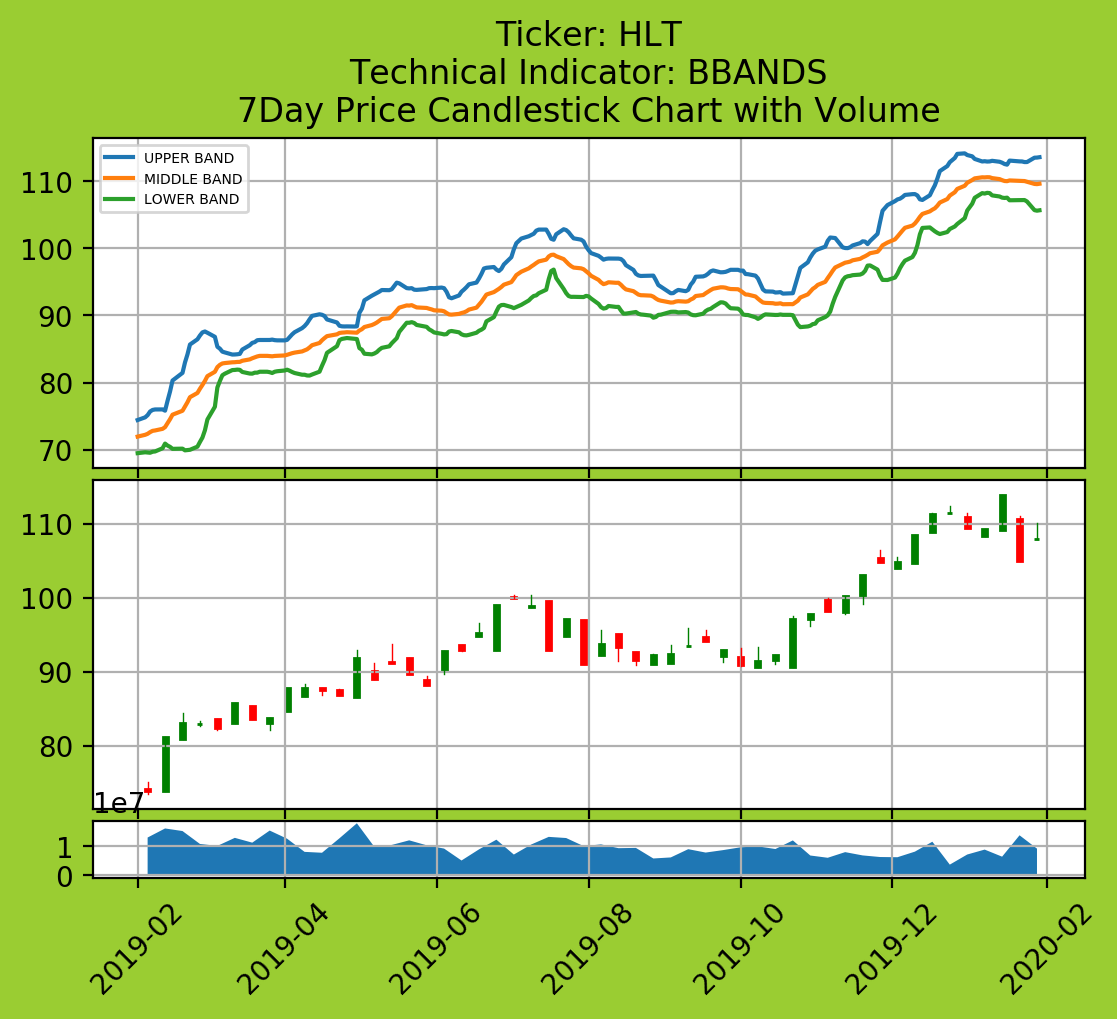 Ticker: HLT
Technical Indicator: BBANDS
7Day Price Candlestick Chart with Volume
UPPER BAND
MIDDLE BAND
LOWER BAND
110
100
90
80
70
110
100
90
80
1e7
1
0
2019-02
2019-04
2019-06
2019-08
2019-10
2019-12
2020-02